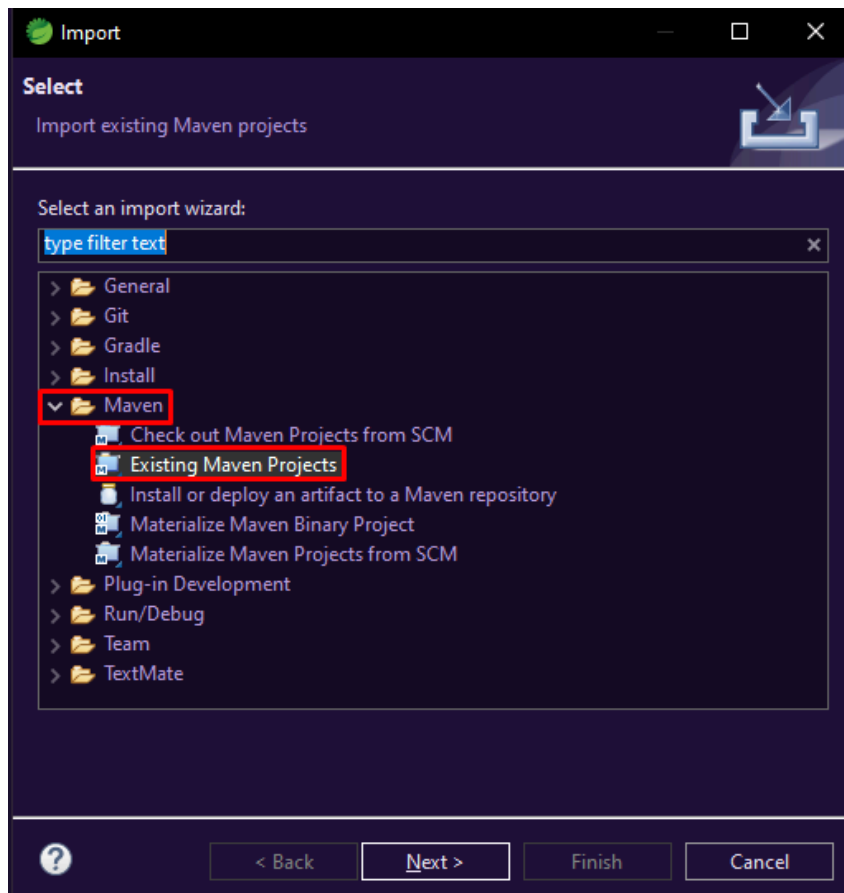 Import
Select
Import existing Maven projects
Select an import wizard:
type filter text
General
Git
Gradle
Install
Maven
Check out Maven Projects from SCM
Existing Maven Projects
Install or deploy an artifact to a Maven repository
Materialize Maven Binary Project
Materialize Maven Projects from SCM
Plug-in Development
Run/Debug
Team
TextMate
? < Back Next > Finish Cancel